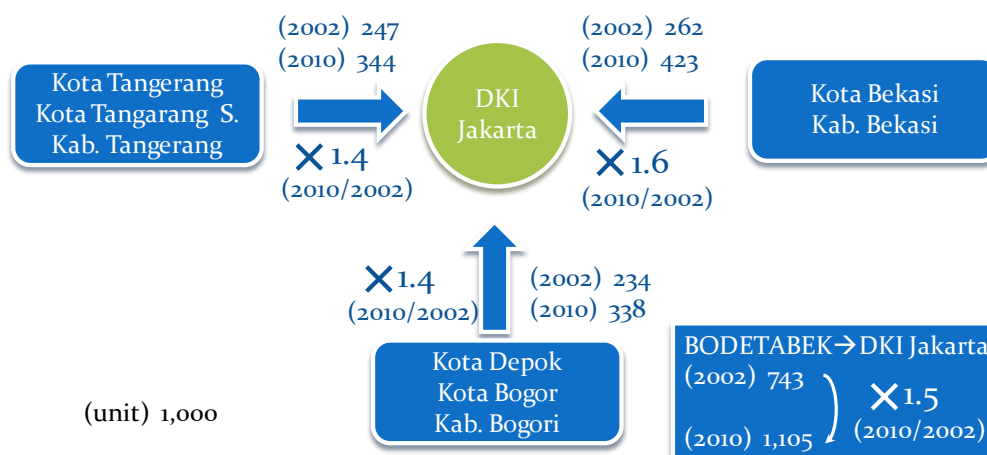 (2002) 247
(2010) 344
Kota Tangerang
Kota Tangarang S.
Kab. Tangerang
×1.4
(2010/2002)
DKI
Jakarta
(2002) 262
(2010) 423
×1.6
(2010/2002)
Kota Bekasi
Kab. Bekasi
×1.4
(2010/2002)
(2002) 234
(2010) 338
Kota Depok
Kota Bogor
Kab. Bogori
(unit) 1,000
BODETABEK→DKI Jakarta
(2002) 743
×1.5
(2010) 1,105
(2010/2002)